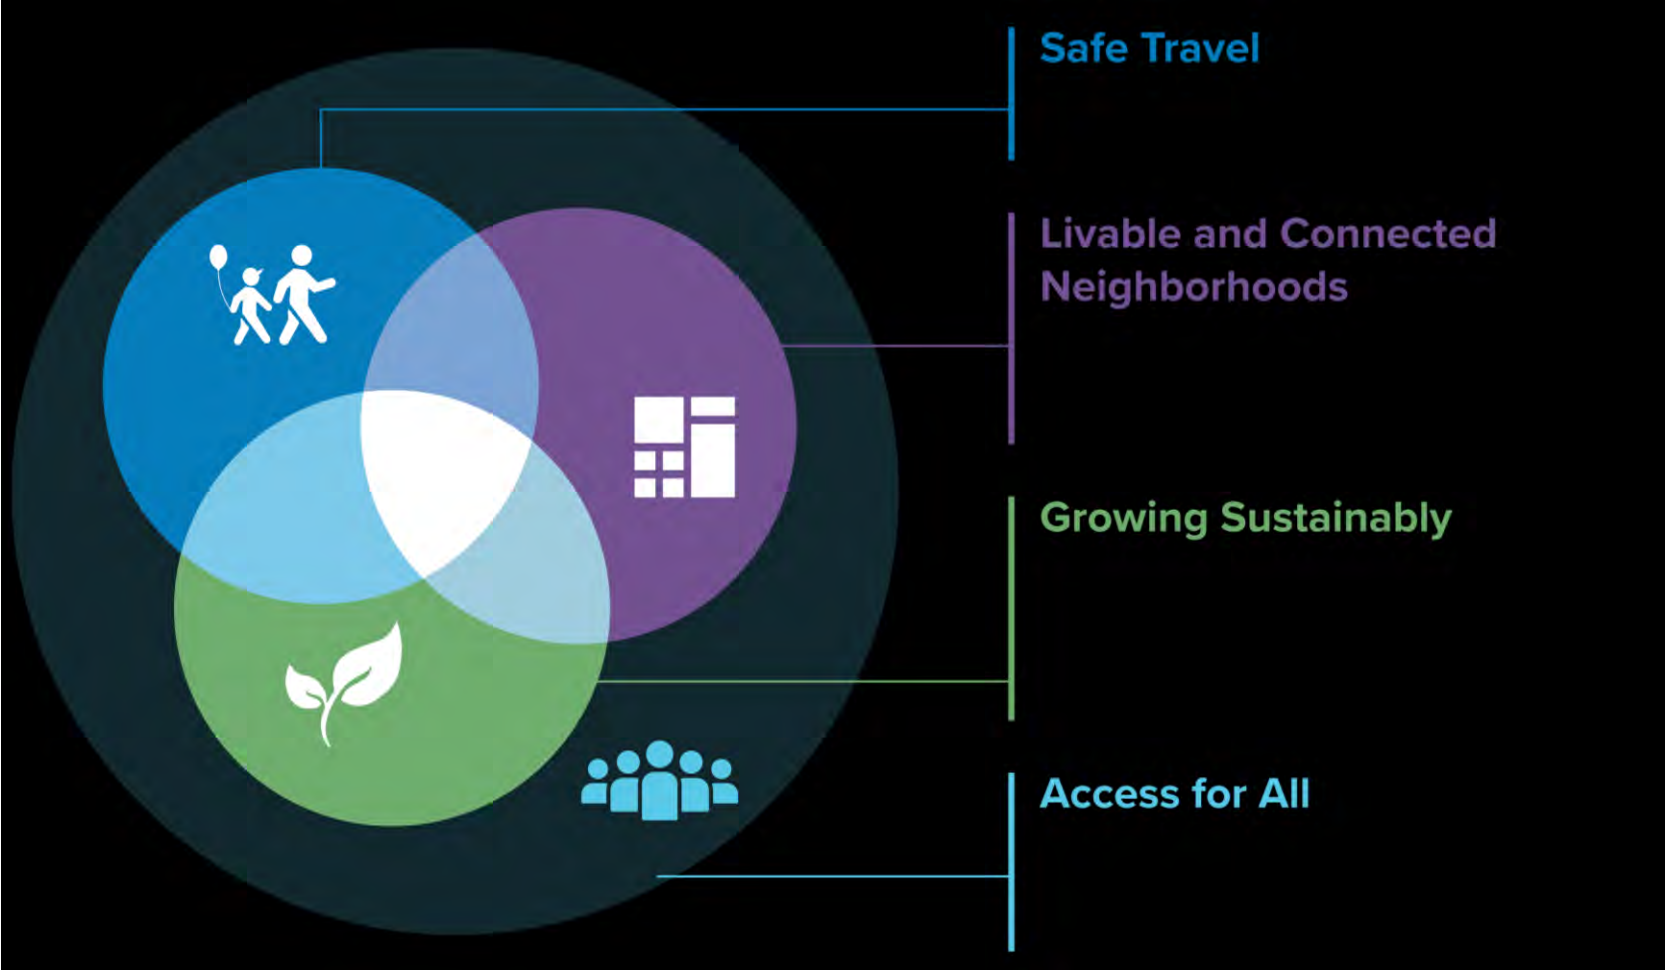 Safe Travel
Livable and Connected
Neighborhoods
Growing Sustainably
Access for All